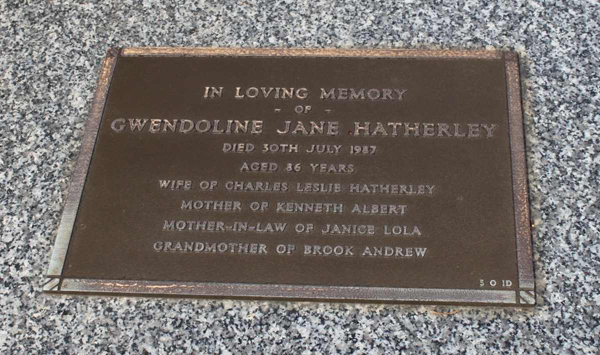 IN LOVING MEMORY
- OF -
GWENDOLINE JANE HATHERLEY
DIED 30TH JULY 1987
AGED 86 YEARS
WIFE OF CHARLES LESLIE HATHERLEY
MOTHER OF KENNETH ALBERT
MOTHER-IN-LAW OF JANICE LOLA
GRANDMOTHER OF BROOK ANDREW
3 O 1D